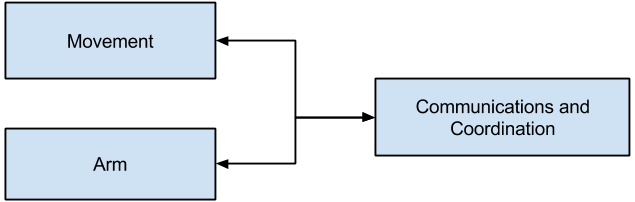 Movement
Communications and
Coordination
Arm